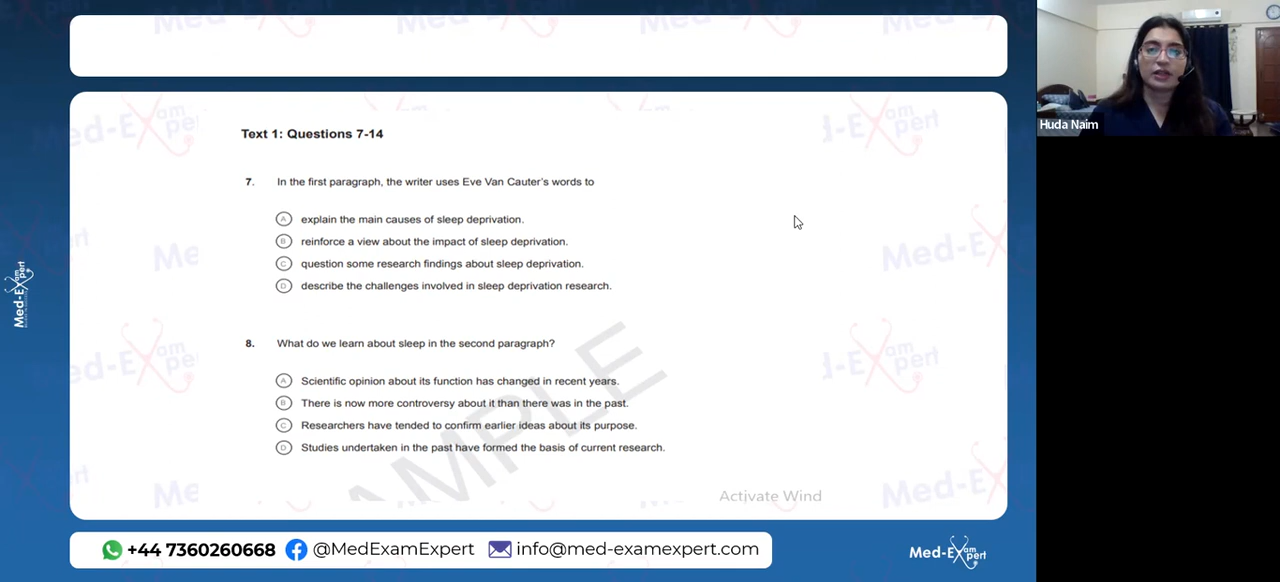 Text 1: Questions 7-14
7. In the first paragraph, the writer uses Eve Van Cauter's words to
A explain the main causes of sleep deprivation.
B reinforce a view about the impact of sleep deprivation.
C question some research findings about sleep deprivation.
D describe the challenges involved in sleep deprivation research.
8. What do we learn about sleep in the second paragraph?
A Scientific opinion about its function has changed in recent years.
B There is now more controversy about it than there was in the past.
C Researchers have tended to confirm earlier ideas about its purpose.
D Studies undertaken in the past have formed the basis of current research.
AMPLE
Activate Wind
+44 7360260668 @MedExamExpert info@med-examexpert.com
Med-Exam Expert
Med-Exam Expert
Huda Naim